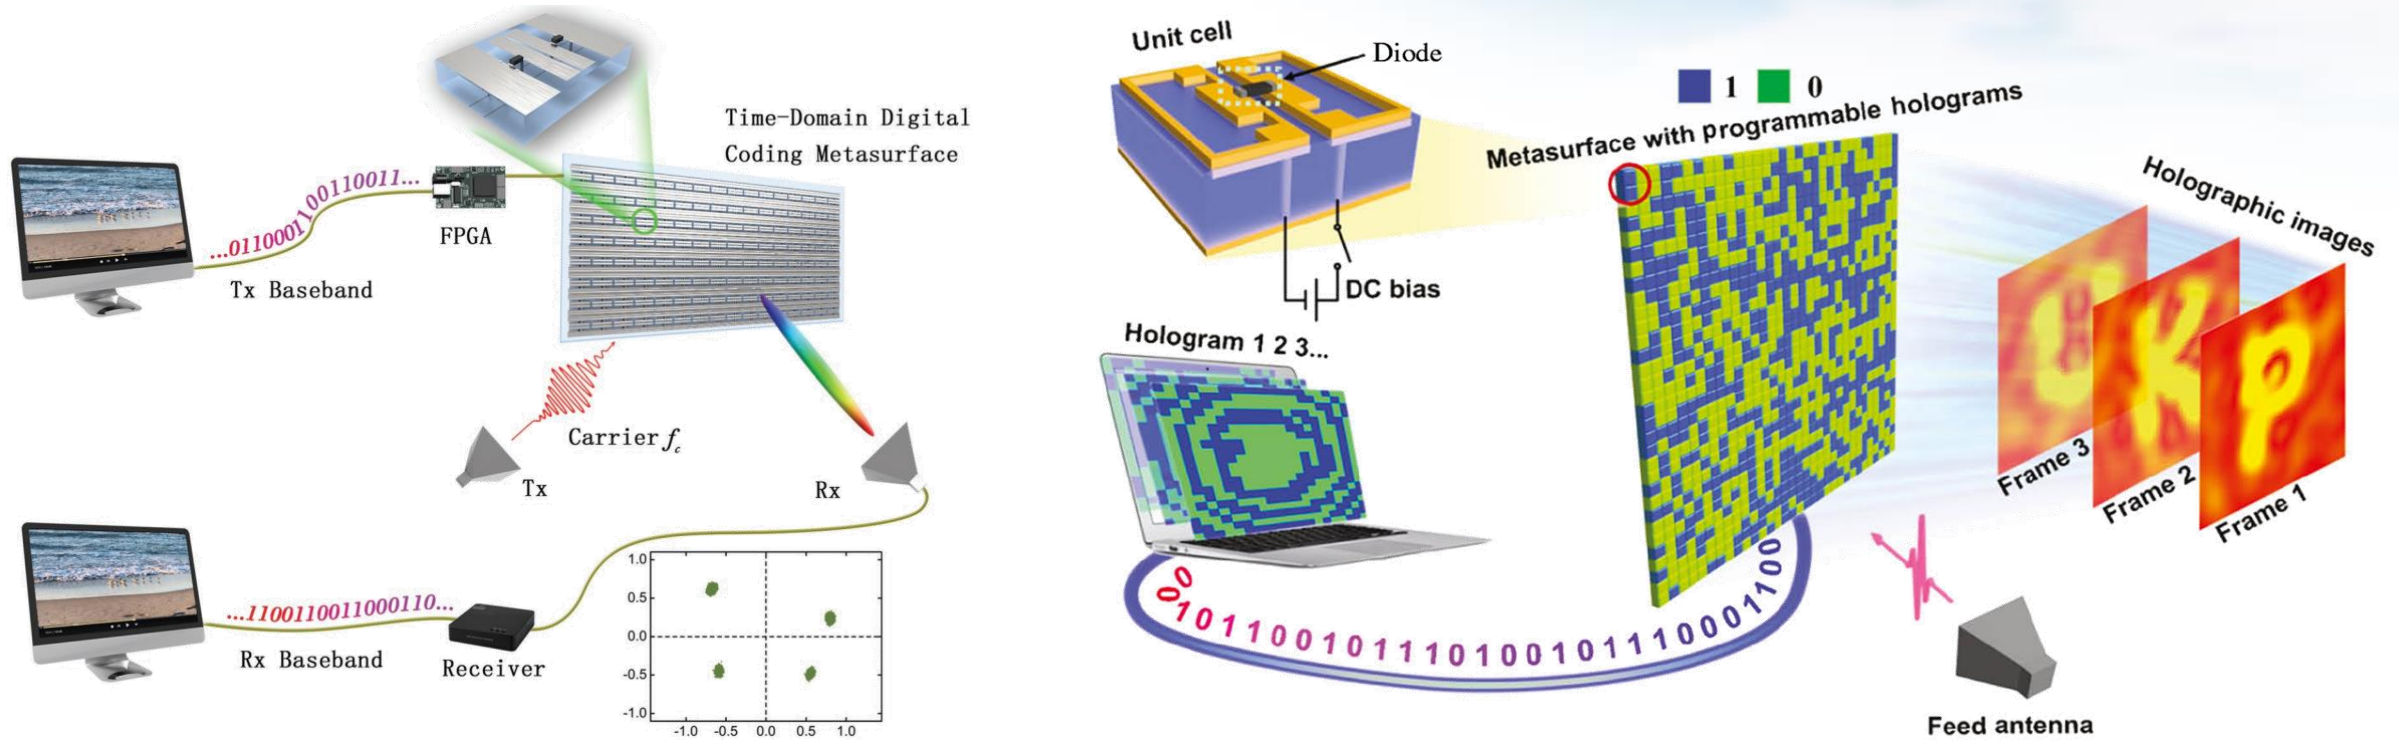 Time-Domain Digital
Coding Metasurface
...0110001100110011...
FPGA
Tx Baseband
Carrier f_c
Tx
Rx
...1100110011000110...
Rx Baseband
Receiver
1.0
0.5
0.0
-0.5
-1.0
-1.0 -0.5 0.0 0.5 1.0
Unit cell
Diode
1 0
Metasurface with programmable holograms
Holographic images
DC bias
Hologram 1 2 3...
Frame 3
Frame 2
Frame 1
001011001011101001011100011100
Feed antenna